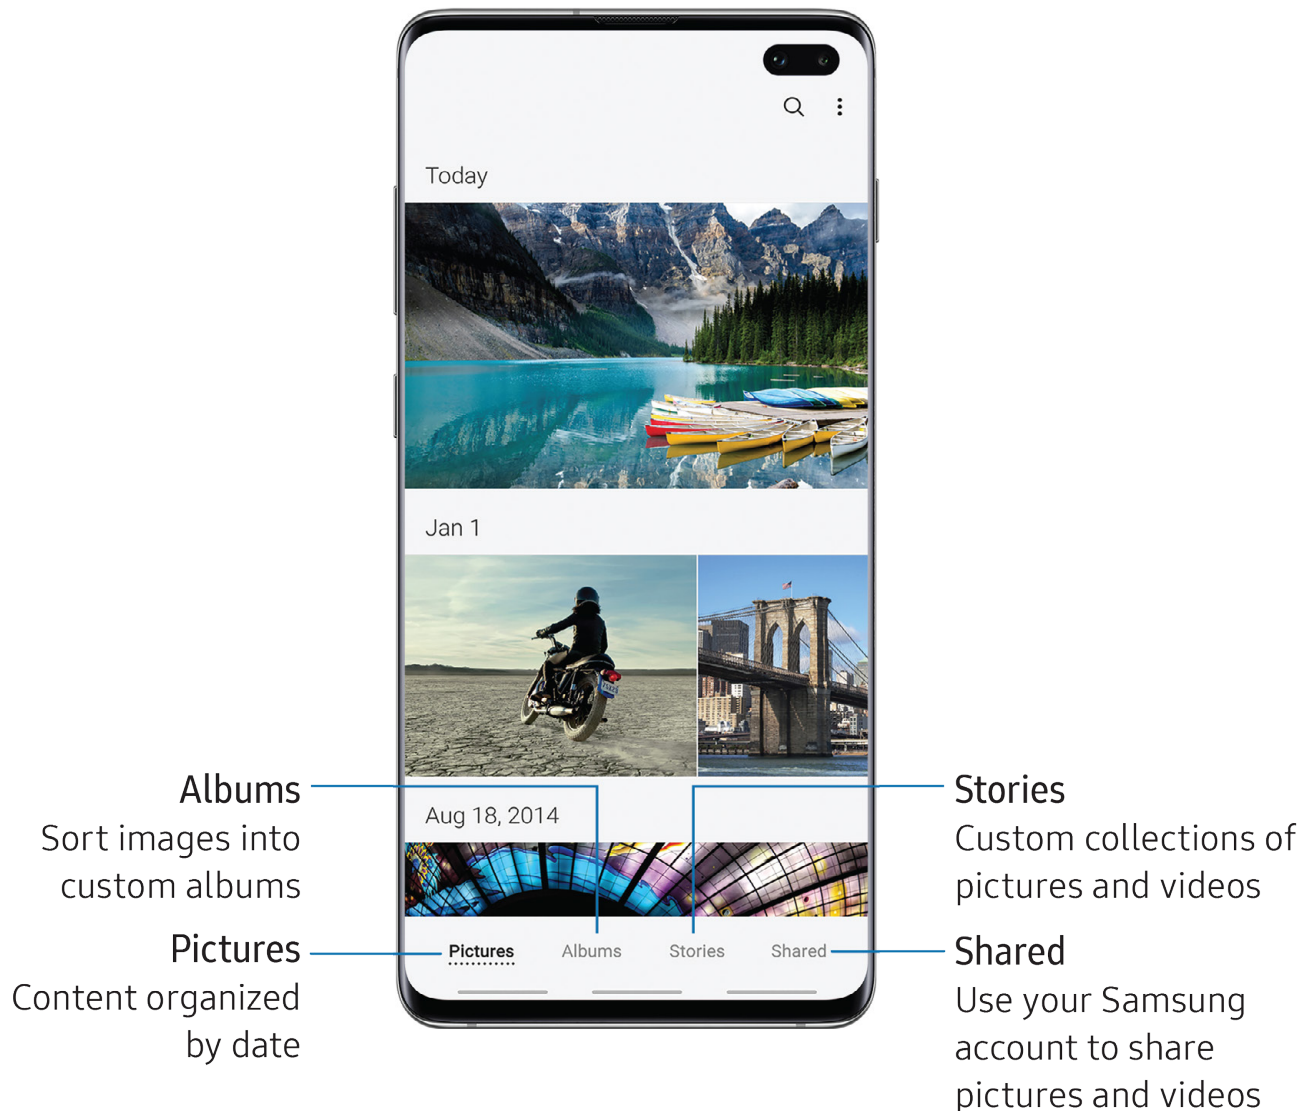 Today
Jan 1
Aug 18, 2014
Pictures
Albums
Stories
Shared
Albums
Sort images into
custom albums
Pictures
Content organized
by date
Stories
Custom collections of
pictures and videos
Shared
Use your Samsung
account to share
pictures and videos